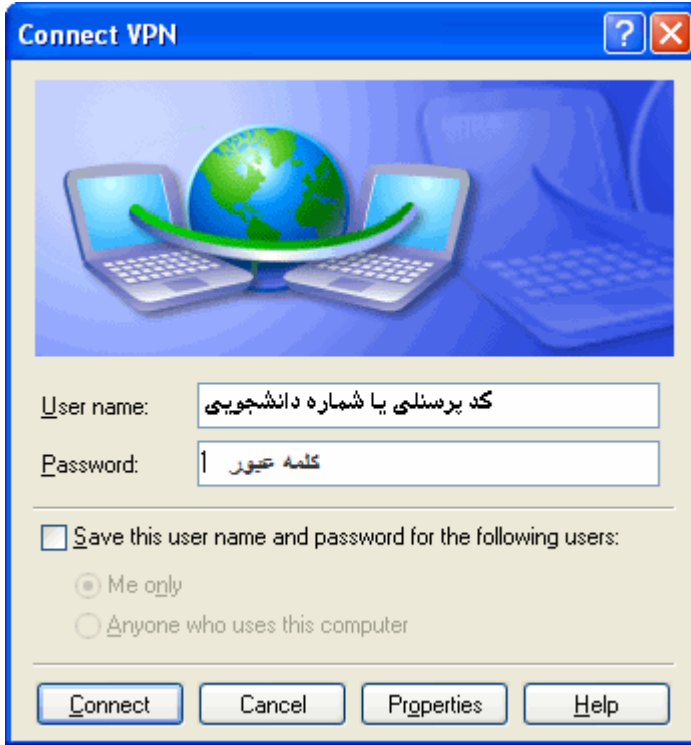 Connect VPN
User name: کد پرسنلی یا شماره دانشجویی
Password: 1 کلمه عبور
Save this user name and password for the following users:
Me only
Anyone who uses this computer
Connect Cancel Properties Help